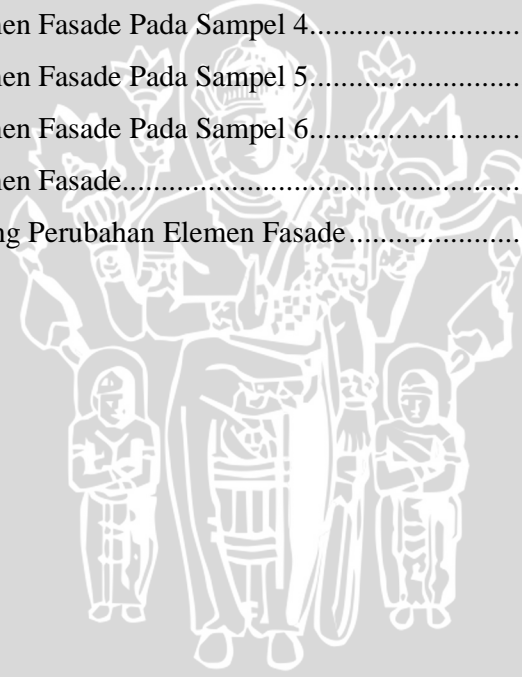 nen Fasade Pada Sampel 4............................
nen Fasade Pada Sampel 5............................
nen Fasade Pada Sampel 6............................
nen Fasade....................................................
ng Perubahan Elemen Fasade.......................